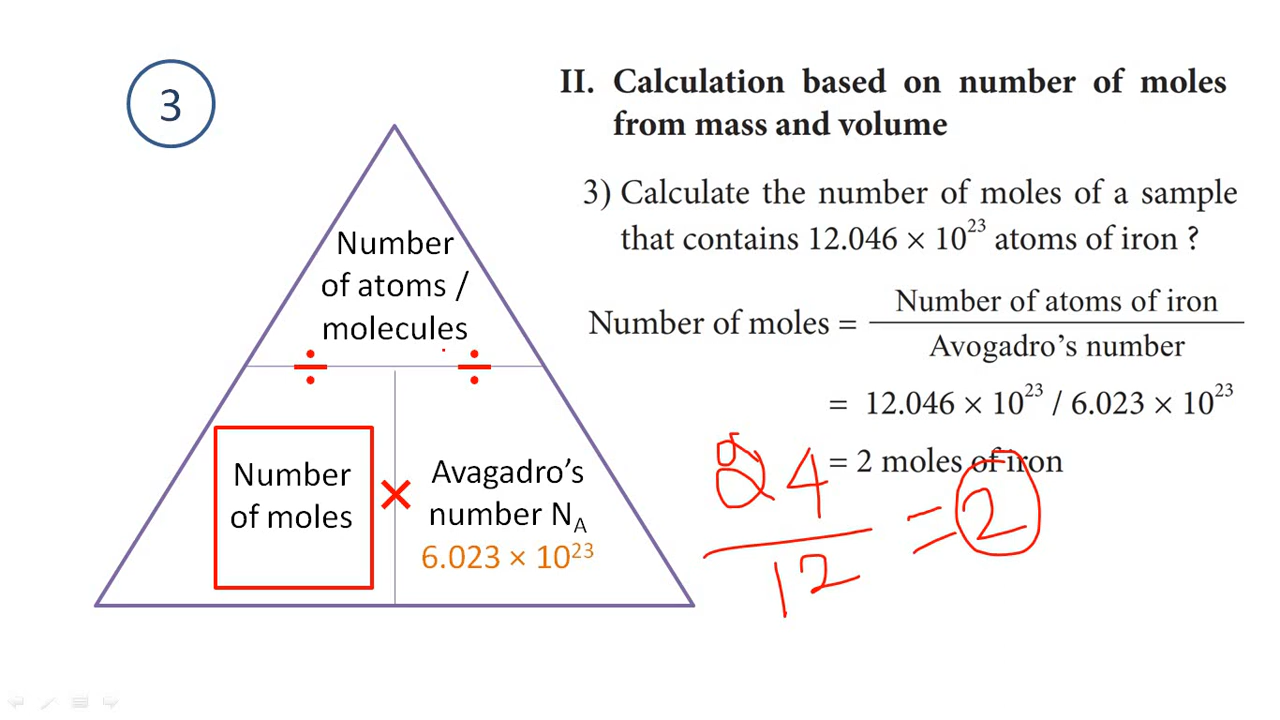 3
II. Calculation based on number of moles
from mass and volume
3) Calculate the number of moles of a sample
that contains 12.046 × 10²³ atoms of iron ?
Number of moles = Number of atoms of iron
Avogadro's number
= 12.046 × 10²³ / 6.023 × 10²³
= 2 moles of iron
24
12
= 2
Number
of atoms /
molecules
÷ ÷
Number
of moles
×
Avagadro's
number N_A
6.023 × 10²³